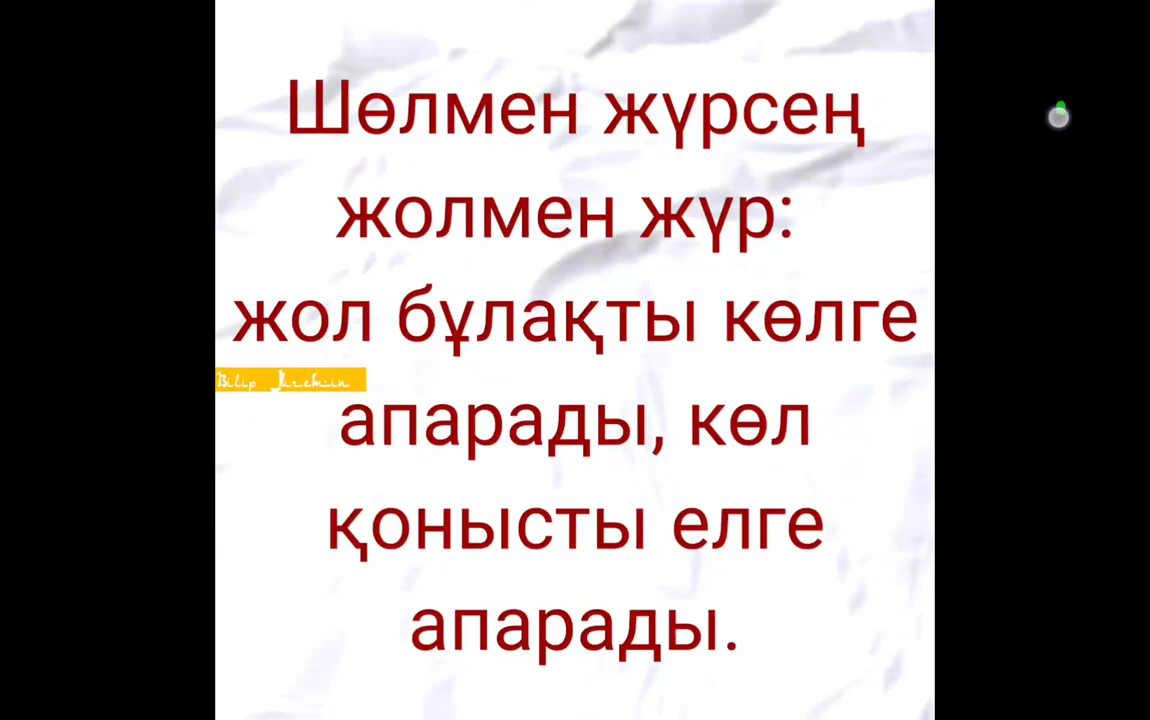 Шөлмен жүрсең
жолмен жүр:
жол бұлақты көлге
апарады, көл
қонысты елге
апарады.